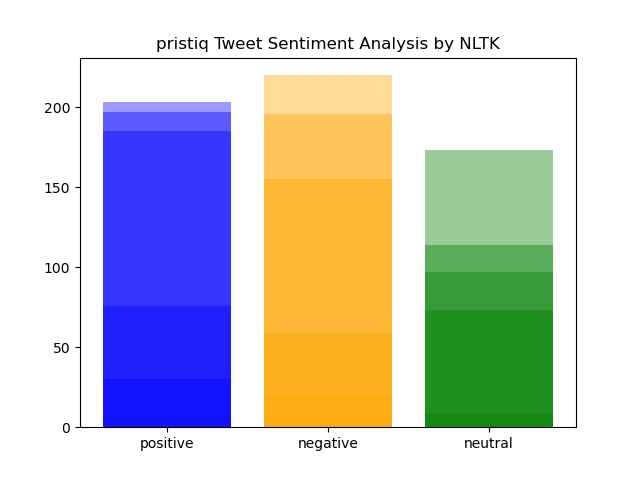 pristiq Tweet Sentiment Analysis by NLTK
200
150
100
50
0
positive negative neutral